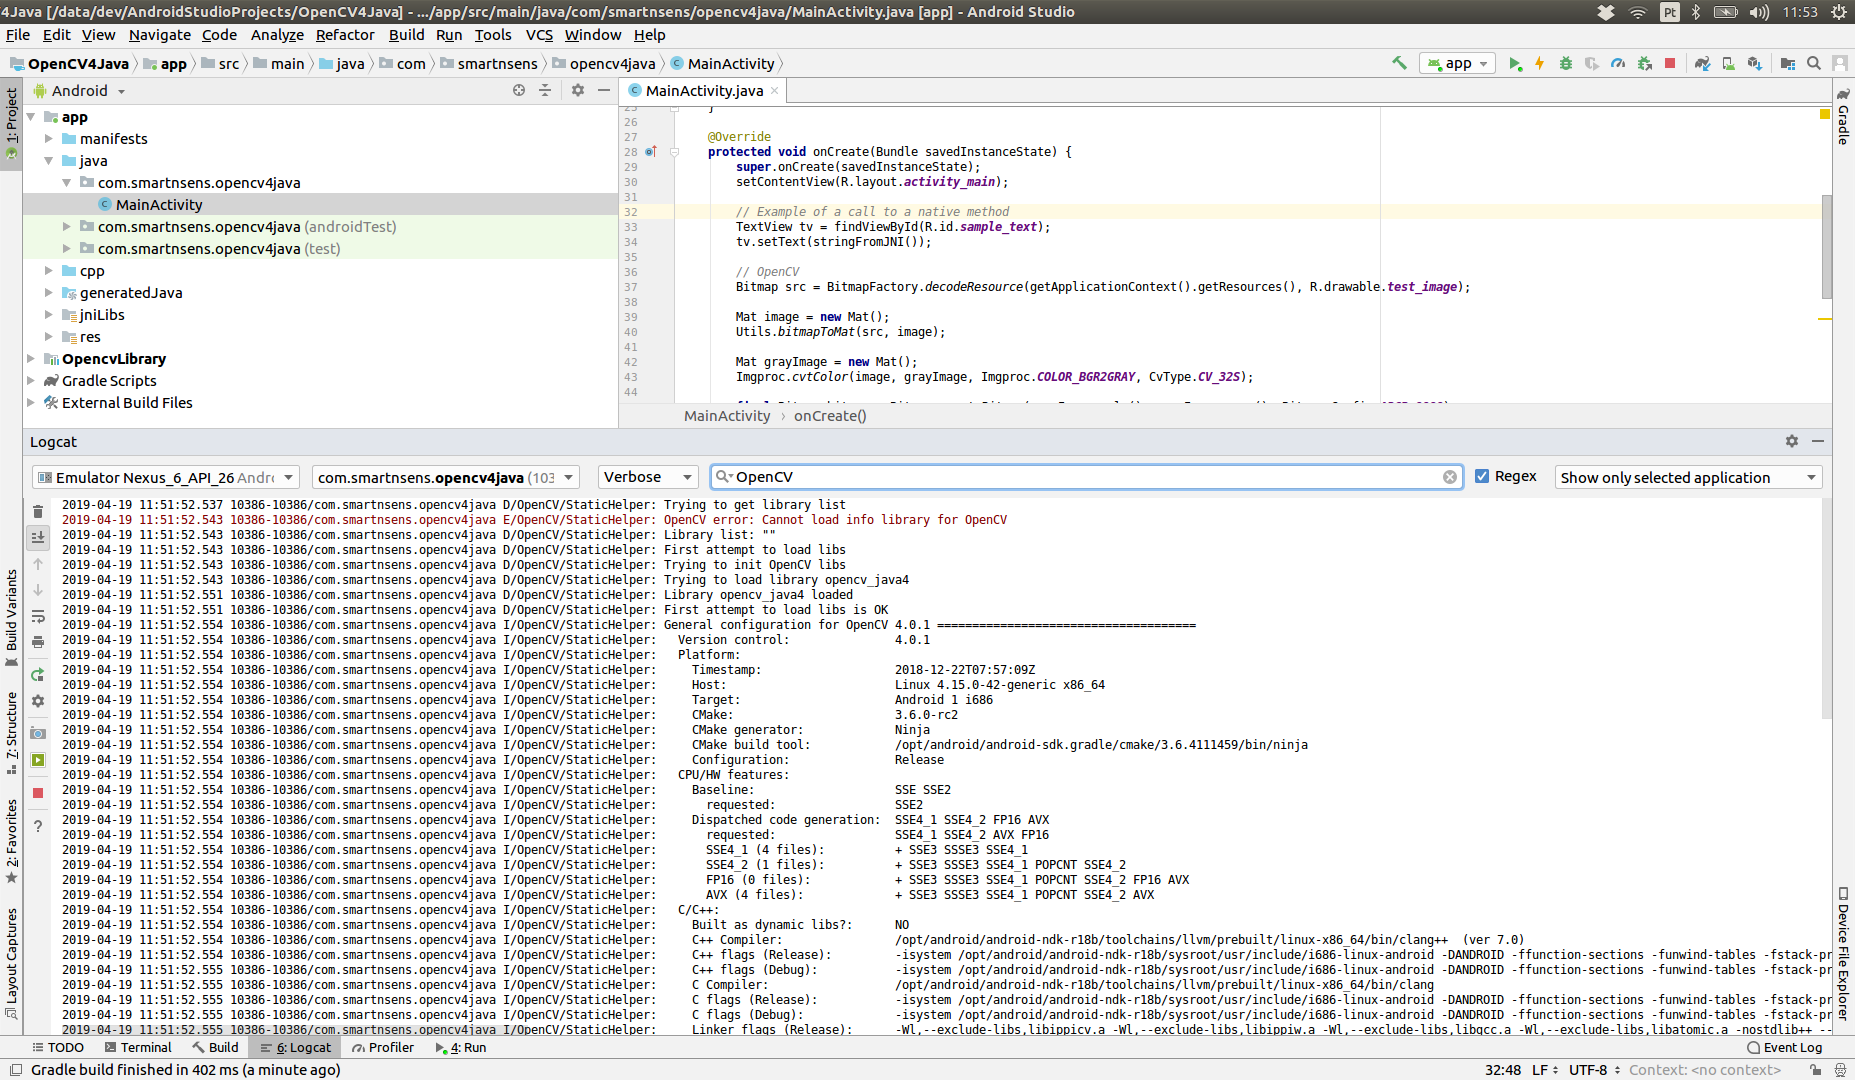 4Java [/data/dev/AndroidStudioProjects/OpenCV4Java] - .../app/src/main/java/com/smartnsens/opencv4java/MainActivity.java [app] - Android Studio
Pt
11:53
File Edit View Navigate Code Analyze Refactor Build Run Tools VCS Window Help
OpenCV4Java app src main java com smartnsens opencv4java MainActivity
app
1: Project
Build Variants
7: Structure
2: Favorites
Layout Captures
Android
app
manifests
java
com.smartnsens.opencv4java
MainActivity
com.smartnsens.opencv4java (androidTest)
com.smartnsens.opencv4java (test)
cpp
generatedJava
jniLibs
res
OpencvLibrary
Gradle Scripts
External Build Files
MainActivity.java
25 }
26
27 @Override
28 protected void onCreate(Bundle savedInstanceState) {
29 super.onCreate(savedInstanceState);
30 setContentView(R.layout.activity_main);
31
32 // Example of a call to a native method
33 TextView tv = findViewById(R.id.sample_text);
34 tv.setText(stringFromJNI());
35
36 // OpenCV
37 Bitmap src = BitmapFactory.decodeResource(getApplicationContext().getResources(), R.drawable.test_image);
38
39 Mat image = new Mat();
40 Utils.bitmapToMat(src, image);
41
42 Mat grayImage = new Mat();
43 Imgproc.cvtColor(image, grayImage, Imgproc.COLOR_BGR2GRAY, CvType.CV_32S);
44
MainActivity › onCreate()
Gradle
Device File Explorer
Logcat
Emulator Nexus_6_API_26 Andr
com.smartnsens.opencv4java (103
Verbose
OpenCV
Regex
Show only selected application
2019-04-19 11:51:52.537 10386-10386/com.smartnsens.opencv4java D/OpenCV/StaticHelper: Trying to get library list
2019-04-19 11:51:52.543 10386-10386/com.smartnsens.opencv4java E/OpenCV/StaticHelper: OpenCV error: Cannot load info library for OpenCV
2019-04-19 11:51:52.543 10386-10386/com.smartnsens.opencv4java D/OpenCV/StaticHelper: Library list: ""
2019-04-19 11:51:52.543 10386-10386/com.smartnsens.opencv4java D/OpenCV/StaticHelper: First attempt to load libs
2019-04-19 11:51:52.543 10386-10386/com.smartnsens.opencv4java D/OpenCV/StaticHelper: Trying to init OpenCV libs
2019-04-19 11:51:52.543 10386-10386/com.smartnsens.opencv4java D/OpenCV/StaticHelper: Trying to load library opencv_java4
2019-04-19 11:51:52.551 10386-10386/com.smartnsens.opencv4java D/OpenCV/StaticHelper: Library opencv_java4 loaded
2019-04-19 11:51:52.551 10386-10386/com.smartnsens.opencv4java D/OpenCV/StaticHelper: First attempt to load libs is OK
2019-04-19 11:51:52.554 10386-10386/com.smartnsens.opencv4java I/OpenCV/StaticHelper: General configuration for OpenCV 4.0.1 =====================================
2019-04-19 11:51:52.554 10386-10386/com.smartnsens.opencv4java I/OpenCV/StaticHelper: Version control: 4.0.1
2019-04-19 11:51:52.554 10386-10386/com.smartnsens.opencv4java I/OpenCV/StaticHelper: Platform:
2019-04-19 11:51:52.554 10386-10386/com.smartnsens.opencv4java I/OpenCV/StaticHelper: Timestamp: 2018-12-22T07:57:09Z
2019-04-19 11:51:52.554 10386-10386/com.smartnsens.opencv4java I/OpenCV/StaticHelper: Host: Linux 4.15.0-42-generic x86_64
2019-04-19 11:51:52.554 10386-10386/com.smartnsens.opencv4java I/OpenCV/StaticHelper: Target: Android 1 i686
2019-04-19 11:51:52.554 10386-10386/com.smartnsens.opencv4java I/OpenCV/StaticHelper: CMake: 3.6.0-rc2
2019-04-19 11:51:52.554 10386-10386/com.smartnsens.opencv4java I/OpenCV/StaticHelper: CMake generator: Ninja
2019-04-19 11:51:52.554 10386-10386/com.smartnsens.opencv4java I/OpenCV/StaticHelper: CMake build tool: /opt/android/android-sdk.gradle/cmake/3.6.4111459/bin/ninja
2019-04-19 11:51:52.554 10386-10386/com.smartnsens.opencv4java I/OpenCV/StaticHelper: Configuration: Release
2019-04-19 11:51:52.554 10386-10386/com.smartnsens.opencv4java I/OpenCV/StaticHelper: CPU/HW features:
2019-04-19 11:51:52.554 10386-10386/com.smartnsens.opencv4java I/OpenCV/StaticHelper: Baseline: SSE SSE2
2019-04-19 11:51:52.554 10386-10386/com.smartnsens.opencv4java I/OpenCV/StaticHelper: requested: SSE2
2019-04-19 11:51:52.554 10386-10386/com.smartnsens.opencv4java I/OpenCV/StaticHelper: Dispatched code generation: SSE4_1 SSE4_2 FP16 AVX
2019-04-19 11:51:52.554 10386-10386/com.smartnsens.opencv4java I/OpenCV/StaticHelper: requested: SSE4_1 SSE4_2 AVX FP16
2019-04-19 11:51:52.554 10386-10386/com.smartnsens.opencv4java I/OpenCV/StaticHelper: SSE4_1 (4 files): + SSE3 SSSE3 SSE4_1
2019-04-19 11:51:52.554 10386-10386/com.smartnsens.opencv4java I/OpenCV/StaticHelper: SSE4_2 (1 files): + SSE3 SSSE3 SSE4_1 POPCNT SSE4_2
2019-04-19 11:51:52.554 10386-10386/com.smartnsens.opencv4java I/OpenCV/StaticHelper: FP16 (0 files): + SSE3 SSSE3 SSE4_1 POPCNT SSE4_2 FP16 AVX
2019-04-19 11:51:52.554 10386-10386/com.smartnsens.opencv4java I/OpenCV/StaticHelper: AVX (4 files): + SSE3 SSSE3 SSE4_1 POPCNT SSE4_2 AVX
2019-04-19 11:51:52.554 10386-10386/com.smartnsens.opencv4java I/OpenCV/StaticHelper: C/C++:
2019-04-19 11:51:52.554 10386-10386/com.smartnsens.opencv4java I/OpenCV/StaticHelper: Built as dynamic libs?: NO
2019-04-19 11:51:52.554 10386-10386/com.smartnsens.opencv4java I/OpenCV/StaticHelper: C++ Compiler: /opt/android/android-ndk-r18b/toolchains/llvm/prebuilt/linux-x86_64/bin/clang++ (ver 7.0)
2019-04-19 11:51:52.554 10386-10386/com.smartnsens.opencv4java I/OpenCV/StaticHelper: C++ flags (Release): -isystem /opt/android/android-ndk-r18b/sysroot/usr/include/i686-linux-android -DANDROID -ffunction-sections -funwind-tables -fstack-pr
2019-04-19 11:51:52.555 10386-10386/com.smartnsens.opencv4java I/OpenCV/StaticHelper: C++ flags (Debug): -isystem /opt/android/android-ndk-r18b/sysroot/usr/include/i686-linux-android -DANDROID -ffunction-sections -funwind-tables -fstack-pr
2019-04-19 11:51:52.555 10386-10386/com.smartnsens.opencv4java I/OpenCV/StaticHelper: C Compiler: /opt/android/android-ndk-r18b/toolchains/llvm/prebuilt/linux-x86_64/bin/clang
2019-04-19 11:51:52.555 10386-10386/com.smartnsens.opencv4java I/OpenCV/StaticHelper: C flags (Release): -isystem /opt/android/android-ndk-r18b/sysroot/usr/include/i686-linux-android -DANDROID -ffunction-sections -funwind-tables -fstack-pr
2019-04-19 11:51:52.555 10386-10386/com.smartnsens.opencv4java I/OpenCV/StaticHelper: C flags (Debug): -isystem /opt/android/android-ndk-r18b/sysroot/usr/include/i686-linux-android -DANDROID -ffunction-sections -funwind-tables -fstack-pr
2019-04-19 11:51:52.555 10386-10386/com.smartnsens.opencv4java I/OpenCV/StaticHelper: Linker flags (Release): -Wl,--exclude-libs,libippicv.a -Wl,--exclude-libs,libippiw.a -Wl,--exclude-libs,libgcc.a -Wl,--exclude-libs,libatomic.a -nostdlib++ --
TODO Terminal Build 6: Logcat Profiler 4: Run Event Log
Gradle build finished in 402 ms (a minute ago)
32:48 LF UTF-8 Context: <no context>